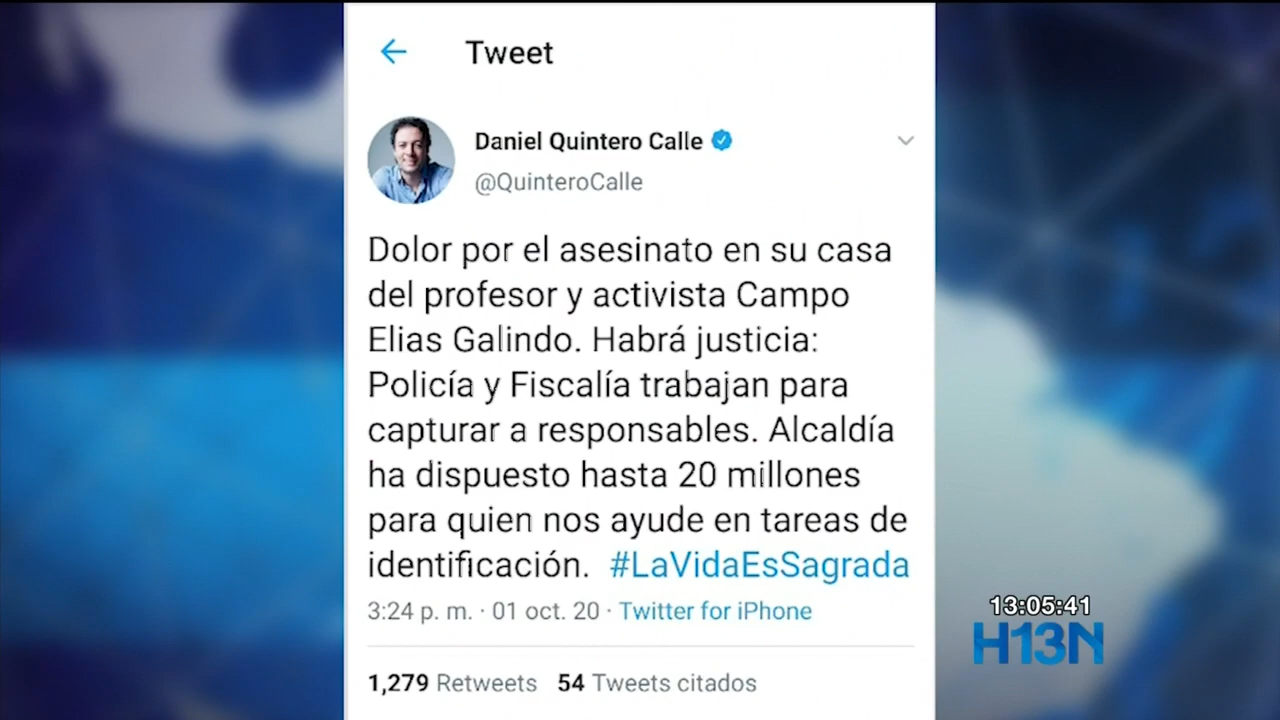 Tweet
Daniel Quintero Calle
@QuinteroCalle
Dolor por el asesinato en su casa
del profesor y activista Campo
Elias Galindo. Habrá justicia:
Policía y Fiscalía trabajan para
capturar a responsables. Alcaldía
ha dispuesto hasta 20 millones
para quien nos ayude en tareas de
identificación. #LaVidaEsSagrada
3:24 p. m. · 01 oct. 20 · Twitter for iPhone
1,279 Retweets 54 Tweets citados
13:05:41
H13N